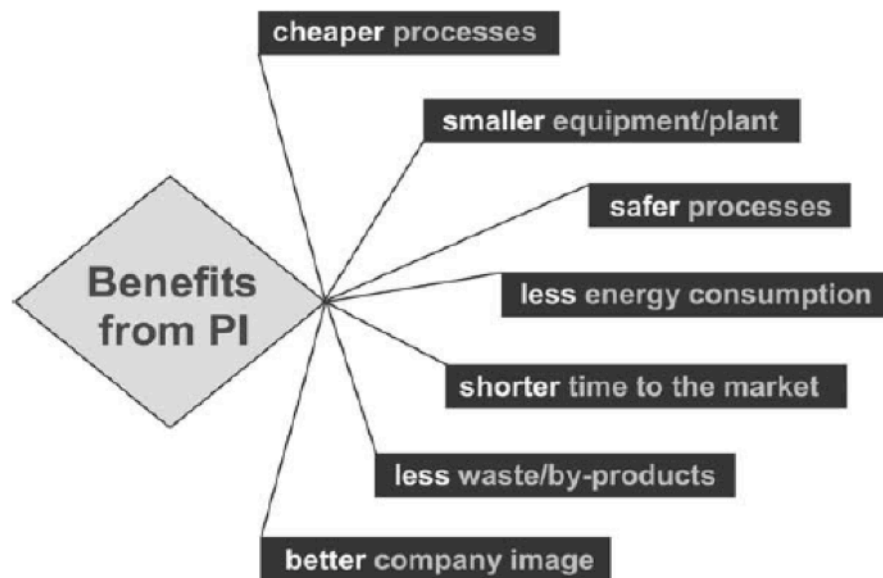 cheaper processes
smaller equipment/plant
safer processes
Benefits
from PI
less energy consumption
shorter time to the market
less waste/by-products
better company image